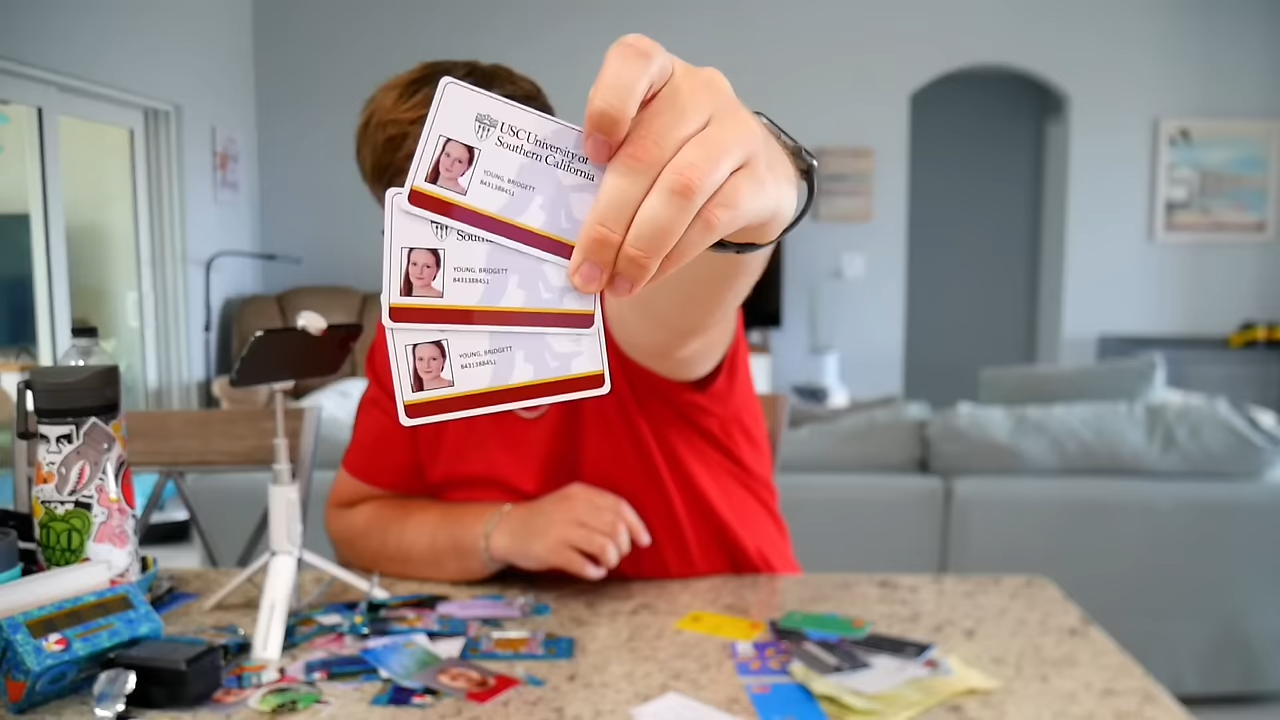 USC University of
Southern California
YOUNG, BRIDGETT
8431388451
YOUNG, BRIDGETT
8431388451
YOUNG, BRIDGETT
8431388451